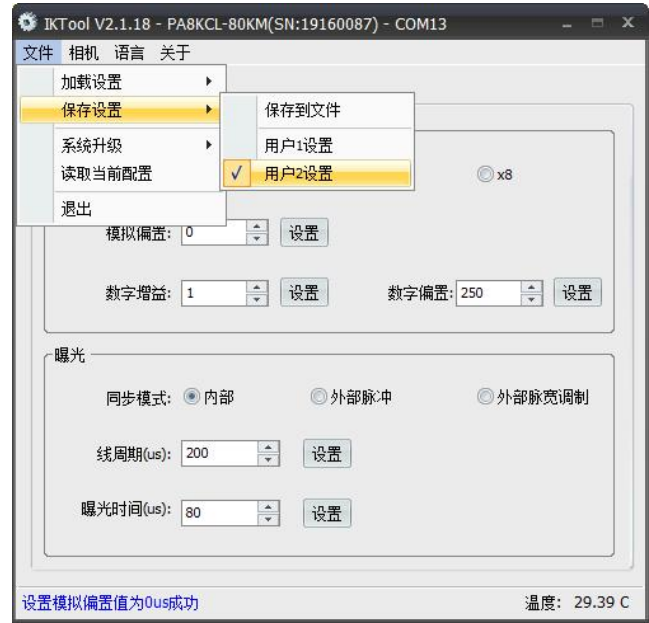 IKTool V2.1.18 - PA8KCL-80KM(SN:19160087) - COM13
文件 相机 语言 关于
加载设置
保存设置
保存到文件
系统升级
用户1设置
读取当前配置
用户2设置
x8
退出
模拟偏置: 0 设置
数字增益: 1 设置 数字偏置: 250 设置
曝光
同步模式: 内部 外部脉冲 外部脉宽调制
线周期(us): 200 设置
曝光时间(us): 80 设置
设置模拟偏置值为0us成功 温度: 29.39 C